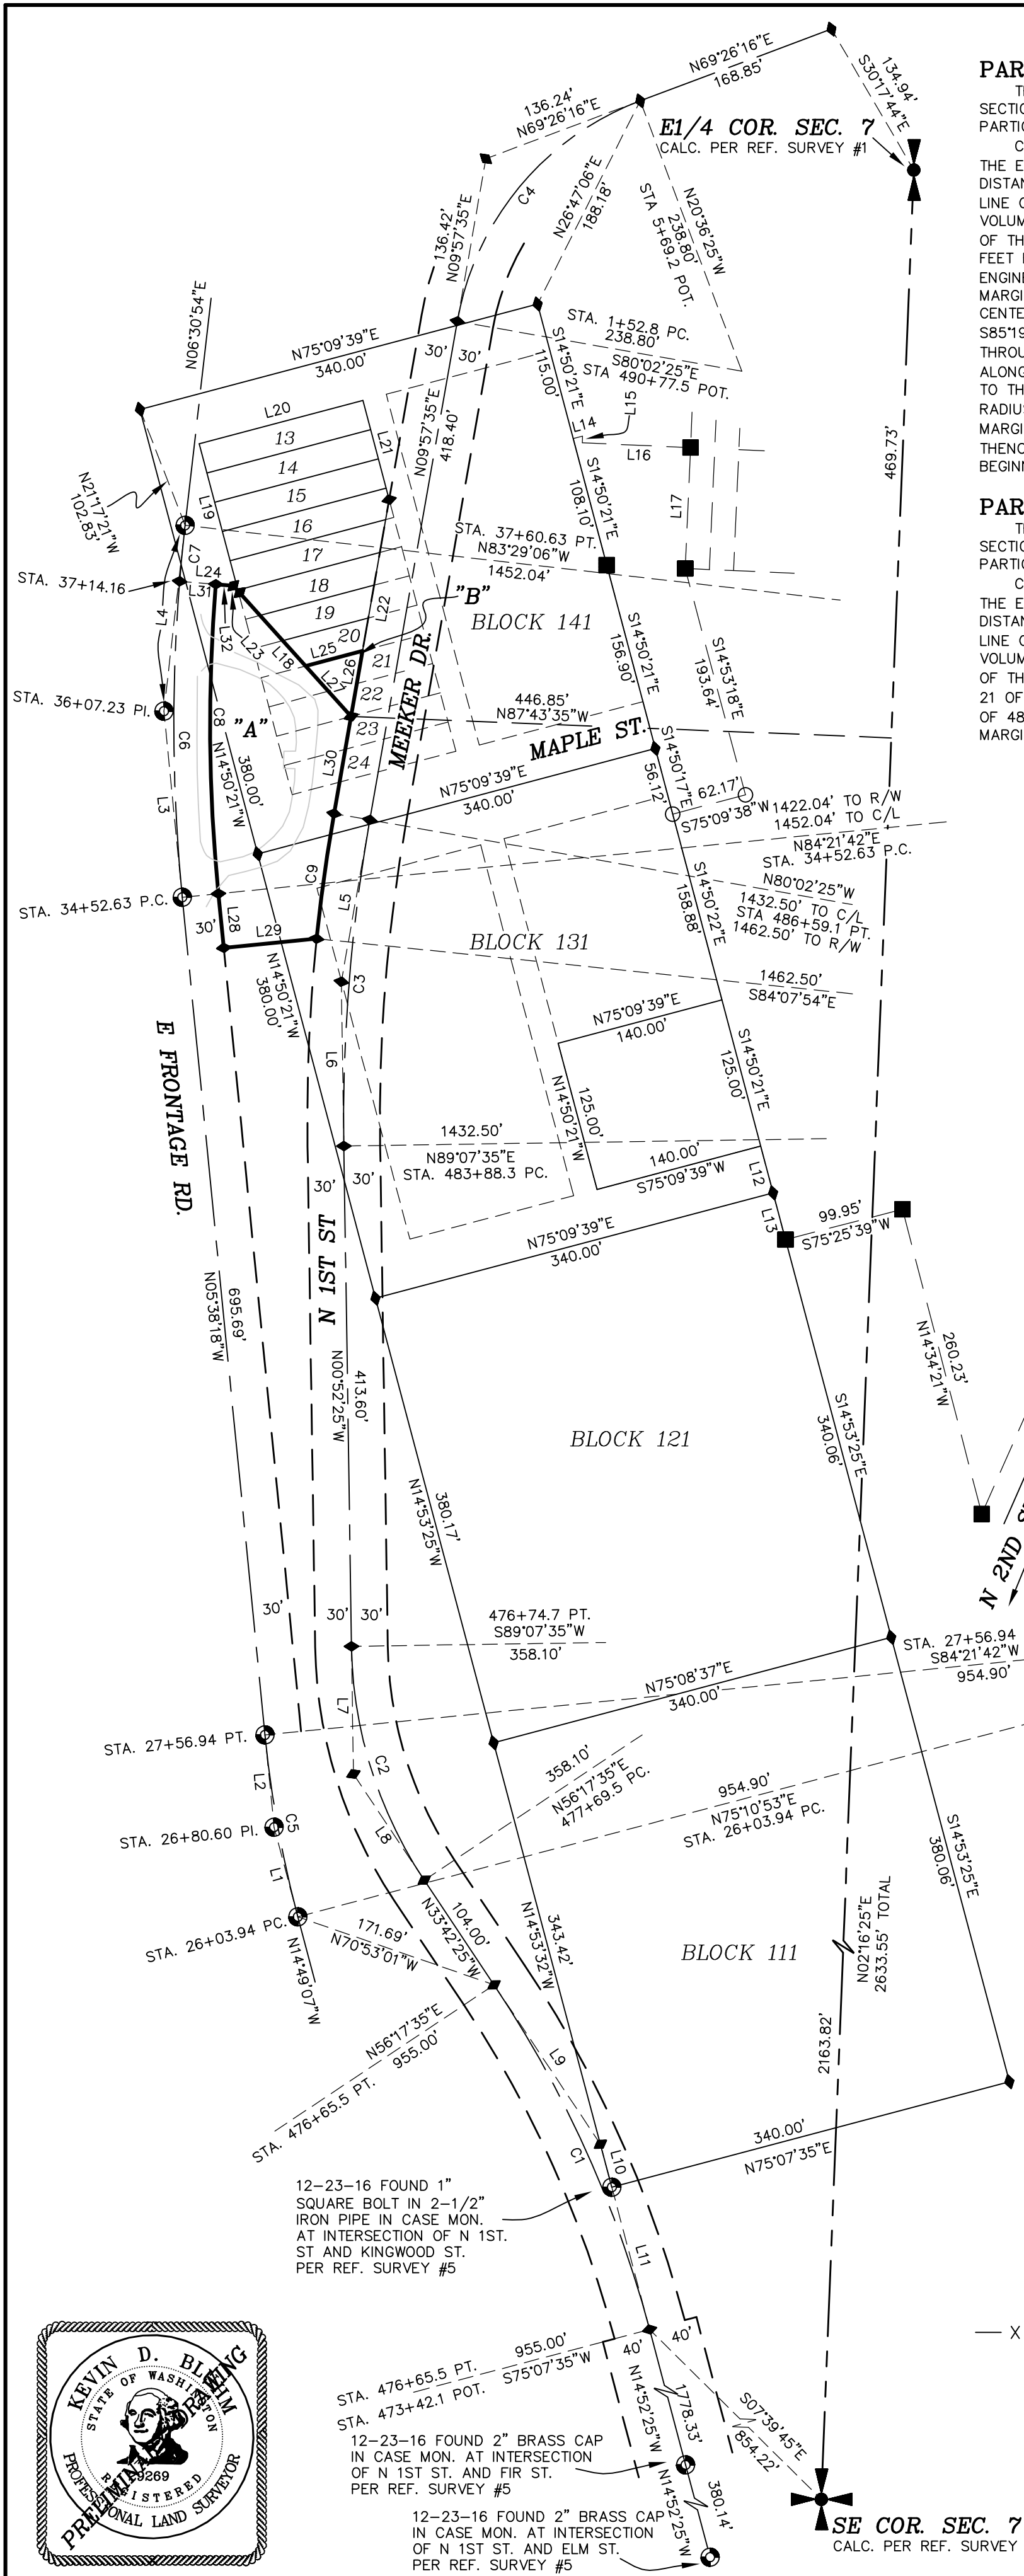 N69°26'16"E
168.85'
134.94'
S30°17'44"E
136.24'
N69°26'16"E
E1/4 COR. SEC. 7
CALC. PER REF. SURVEY #1
PAR
SECTIO
PARTIC
C
THE E
DISTAN
LINE C
VOLUM
OF TH
FEET
ENGINE
MARGI
CENTE
S85°19
THROU
ALONG
TO TH
RADIU
MARGI
THENC
BEGINN
C4
N26°47'06"E
188.18'
N20°36'25"W
238.80'
STA 5+69.2 POT.
136.42'
N09°57'35"E
N06°30'54"E
N75°09'39"E
340.00'
30' 30'
STA. 1+52.8 PC.
238.80'
S80°02'25"E
STA 490+77.5 POT.
S14°50'21"E
115.00'
L14
L15
L16
L17
469.73'
L20
L21
13
14
15
16
17
18
19
20
21
22
23
24
L19
N09°57'35"E
418.40'
S14°50'21"E
108.10'
N21°17'21"W
102.83'
C7
STA. 37+60.63 PT.
N83°29'06"W
1452.04'
STA. 37+14.16
L24
L31
L32
L23
L4
L18
L25
L26
L27
L22
"B"
BLOCK 141
PAR
SECTIO
PARTIC
C
THE E
DISTAN
LINE C
VOLUM
OF TH
21 OF
OF 48
MARGI
S14°50'21"E
156.90'
S14°53'18"E
193.64'
STA. 36+07.23 PI.
C6
C8
"A"
446.85'
N87°43'35"W
MEEKER DR.
MAPLE ST.
N14°50'21"W
380.00'
L30
N75°09'39"E
340.00'
S14°50'17"E
56.12'
62.17'
S75°09'38"W
1422.04' TO R/W
1452.04' TO C/L
N84°21'42"E
STA. 34+52.63 P.C.
L3
STA. 34+52.63 P.C.
C9
L5
N80°02'25"W
1432.50' TO C/L
STA 486+59.1 PT.
1462.50' TO R/W
S14°50'22"E
158.88'
30'
L28
L29
BLOCK 131
1462.50'
S84°07'54"E
N14°50'21"W
380.00'
C3
L6
N75°09'39"E
140.00'
S14°50'21"E
125.00'
125.00'
N14°50'21"W
E FRONTAGE RD.
1432.50'
N89°07'35"E
STA. 483+88.3 PC.
140.00'
S75°09'39"W
L12
L13
30' 30'
99.95'
S75°25'39"W
N75°09'39"E
340.00'
N 1ST ST
695.69'
N05°38'18"W
413.60'
N00°52'25"W
260.23'
N14°34'21"W
BLOCK 121
S14°53'25"E
340.06'
380.17'
N14°53'25"W
N 2ND S
30'
30' 30'
476+74.7 PT.
S89°07'35"W
358.10'
STA. 27+56.94
S84°21'42"W
954.90'
N75°08'37"E
340.00'
L7
STA. 27+56.94 PT.
L2
C2
358.10'
N56°17'35"E
477+69.5 PC.
954.90'
N75°10'53"E
STA. 26+03.94 PC.
STA. 26+80.60 PI.
C5
L8
L1
S14°53'25"E
380.06'
STA. 26+03.94 PC.
N14°49'07"W
171.69'
N70°53'01"W
104.00'
N33°42'25"W
343.42'
N14°53'32"W
BLOCK 111
N02°16'25"E
2633.55' TOTAL
N56°17'35"E
955.00'
STA. 476+65.5 PT.
L9
2163.82'
C1
L10
340.00'
N75°07'35"E
12-23-16 FOUND 1"
SQUARE BOLT IN 2-1/2"
IRON PIPE IN CASE MON.
AT INTERSECTION OF N 1ST.
ST AND KINGWOOD ST.
PER REF. SURVEY #5
L11
X
40' 40'
STA. 476+65.5 PT.
STA. 473+42.1 POT.
955.00'
S75°07'35"W
N14°52'25"W
1778.33'
S07°39'45"E
854.22'
12-23-16 FOUND 2" BRASS CAP
IN CASE MON. AT INTERSECTION
OF N 1ST ST. AND FIR ST.
PER REF. SURVEY #5
N14°52'25"W
380.14'
12-23-16 FOUND 2" BRASS CAP
IN CASE MON. AT INTERSECTION
OF N 1ST ST. AND ELM ST.
PER REF. SURVEY #5
SE COR. SEC. 7
CALC. PER REF. SURVEY
KEVIN D.
STATE OF WASHINGTON
9269
REGISTERED
PROFESSIONAL LAND SURVEYOR
PRELIMINARY DRAWING